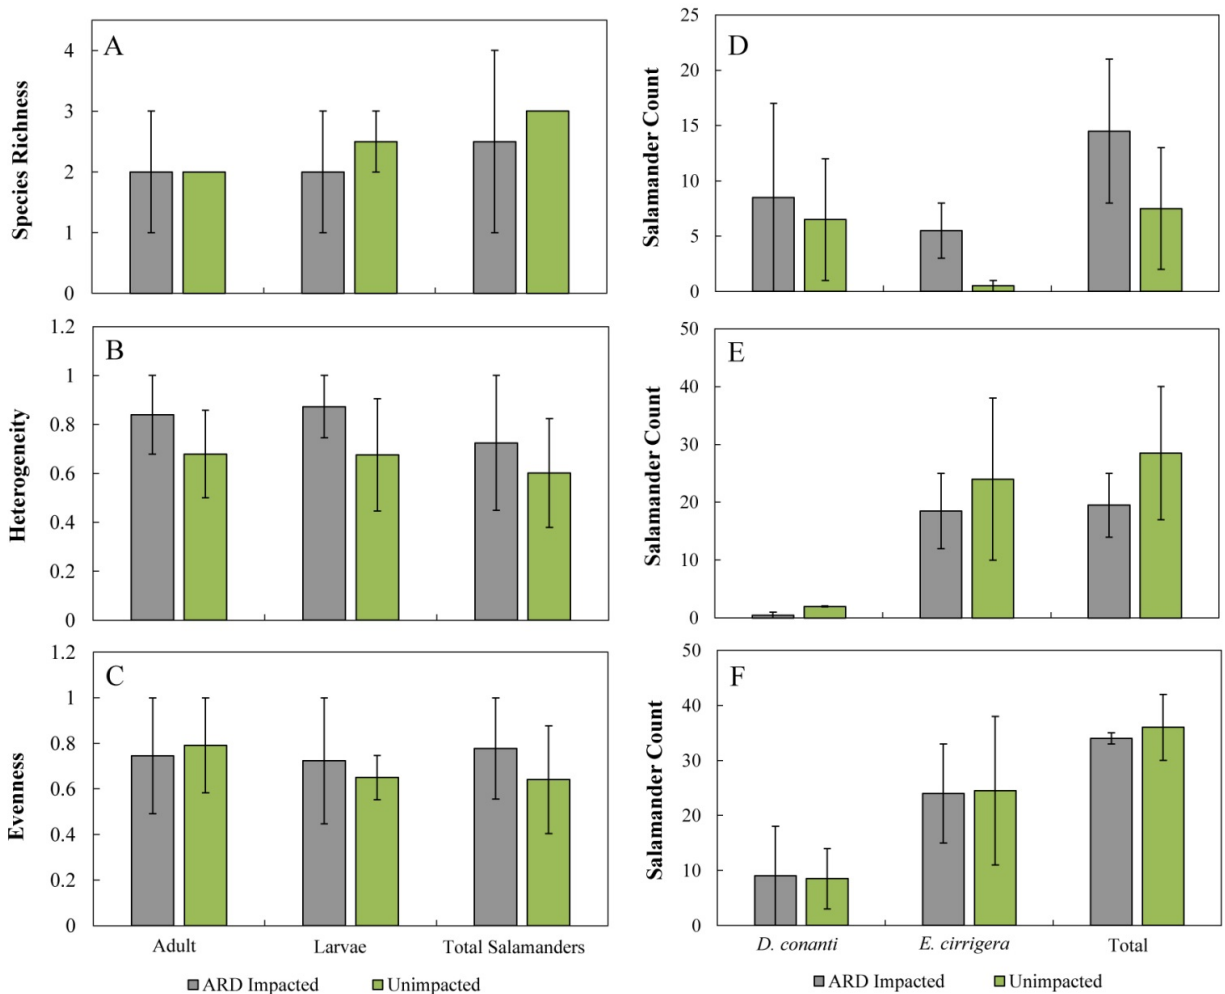 A
Species Richness
4
3
2
1
0
B
Heterogeneity
1.2
1
0.8
0.6
0.4
0.2
0
C
Evenness
1.2
1
0.8
0.6
0.4
0.2
0
Adult Larvae Total Salamanders
ARD Impacted Unimpacted
D
Salamander Count
25
20
15
10
5
0
E
Salamander Count
50
40
30
20
10
0
F
Salamander Count
50
40
30
20
10
0
D. conanti E. cirrigera Total
ARD Impacted Unimpacted